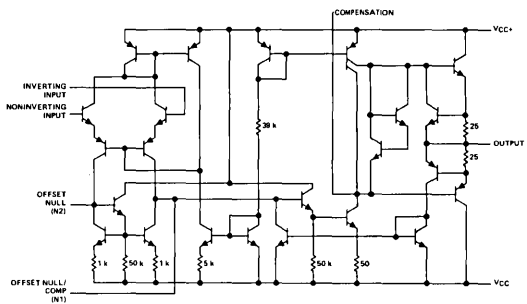 COMPENSATION
VCC+
INVERTING
INPUT
NONINVERTING
INPUT
39 k
25
OUTPUT
25
OFFSET
NULL
(N2)
1 k
50 k
1 k
5 k
50 k
50
OFFSET NULL/
COMP
(N1)
VCC